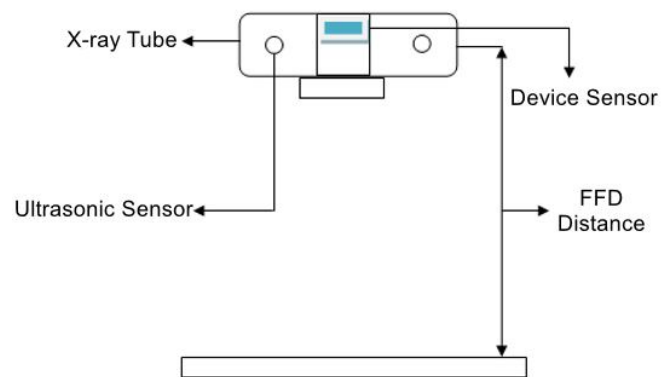 X-ray Tube
Device Sensor
Ultrasonic Sensor
FFD
Distance